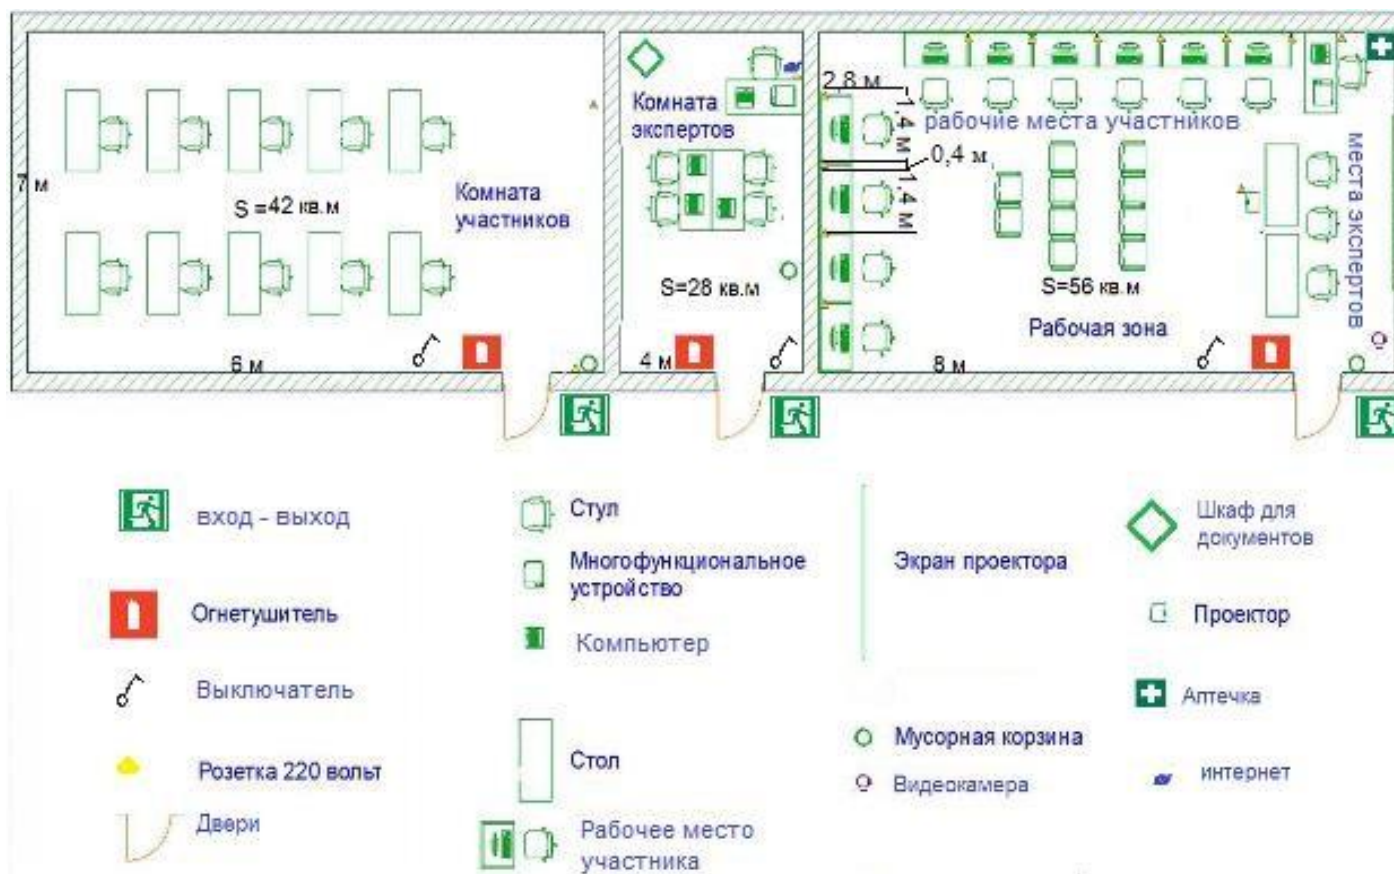 7 м
S =42 кв.м
Комната
участников
6 м
Комната
экспертов
S=28 кв.м
4 м
2,8 м
1,4 м
0,4 м
1,4 м
рабочие места участников
S=56 кв.м
Рабочая зона
8 м
места экспертов
вход - выход
Огнетушитель
Выключатель
Розетка 220 вольт
Двери
Стул
Многофункциональное
устройство
Компьютер
Стол
Рабочее место
участника
Экран проектора
Мусорная корзина
Видеокамера
Шкаф для
документов
Проектор
Аптечка
интернет